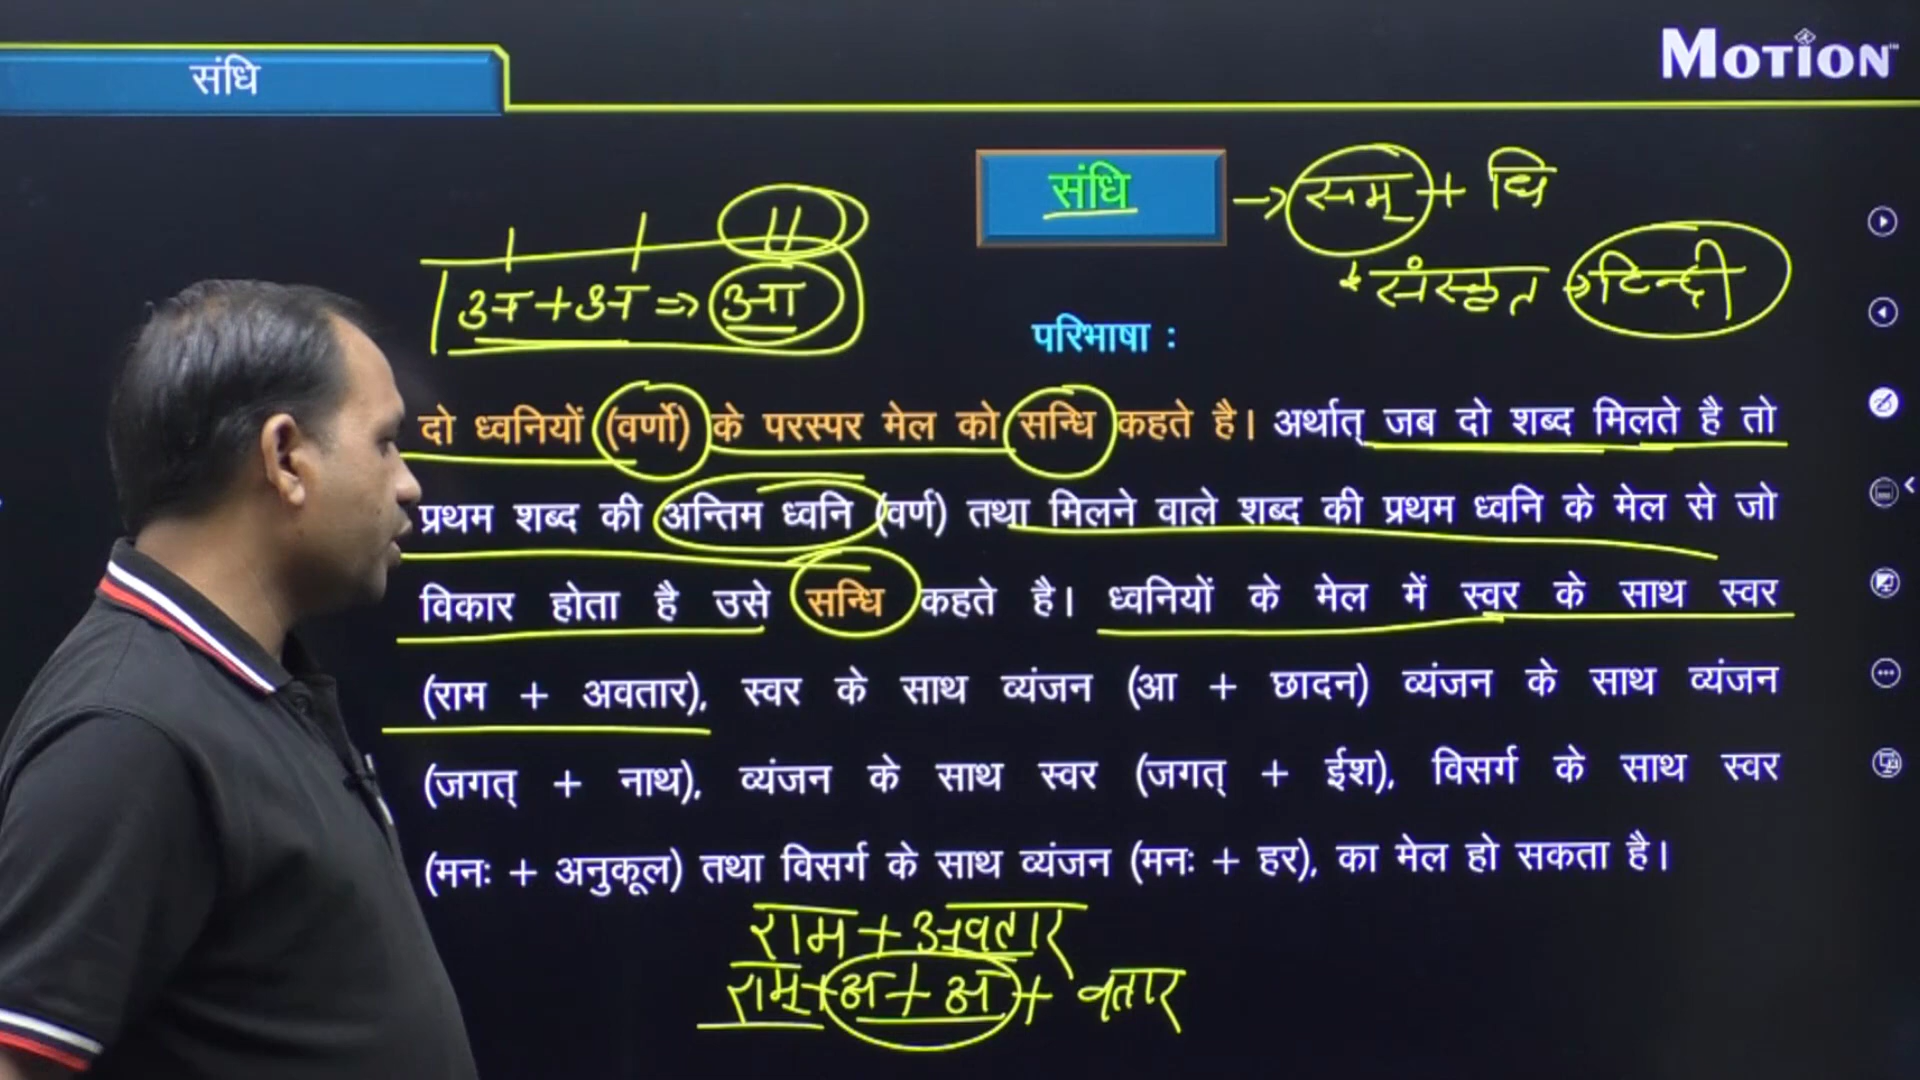 संधि
MOTION
संधि → सम् + धि
* संस्कृत → हिन्दी
अ + अ ⇒ आ
परिभाषा :
दो ध्वनियों (वर्णो) के परस्पर मेल को सन्धि कहते है। अर्थात् जब दो शब्द मिलते है तो
प्रथम शब्द की अन्तिम ध्वनि (वर्ण) तथा मिलने वाले शब्द की प्रथम ध्वनि के मेल से जो
विकार होता है उसे सन्धि कहते है। ध्वनियों के मेल में स्वर के साथ स्वर
(राम + अवतार), स्वर के साथ व्यंजन (आ + छादन) व्यंजन के साथ व्यंजन
(जगत् + नाथ), व्यंजन के साथ स्वर (जगत् + ईश), विसर्ग के साथ स्वर
(मनः + अनुकूल) तथा विसर्ग के साथ व्यंजन (मनः + हर), का मेल हो सकता है।
राम + अवतार
राम् + अ + अ + वतार